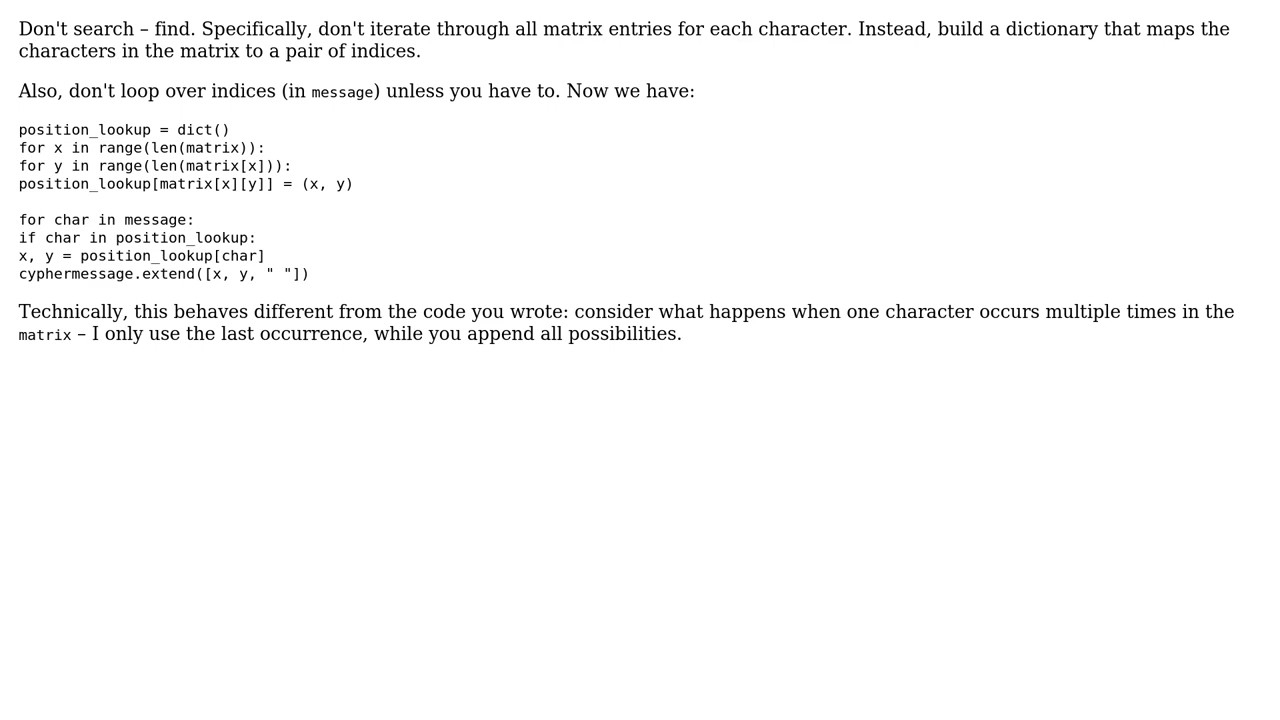 Don't search – find. Specifically, don't iterate through all matrix entries for each character. Instead, build a dictionary that maps the
characters in the matrix to a pair of indices.
Also, don't loop over indices (in message) unless you have to. Now we have:
position_lookup = dict()
for x in range(len(matrix)):
for y in range(len(matrix[x])):
position_lookup[matrix[x][y]] = (x, y)
for char in message:
if char in position_lookup:
x, y = position_lookup[char]
cyphermessage.extend([x, y, " "])
Technically, this behaves different from the code you wrote: consider what happens when one character occurs multiple times in the
matrix – I only use the last occurrence, while you append all possibilities.